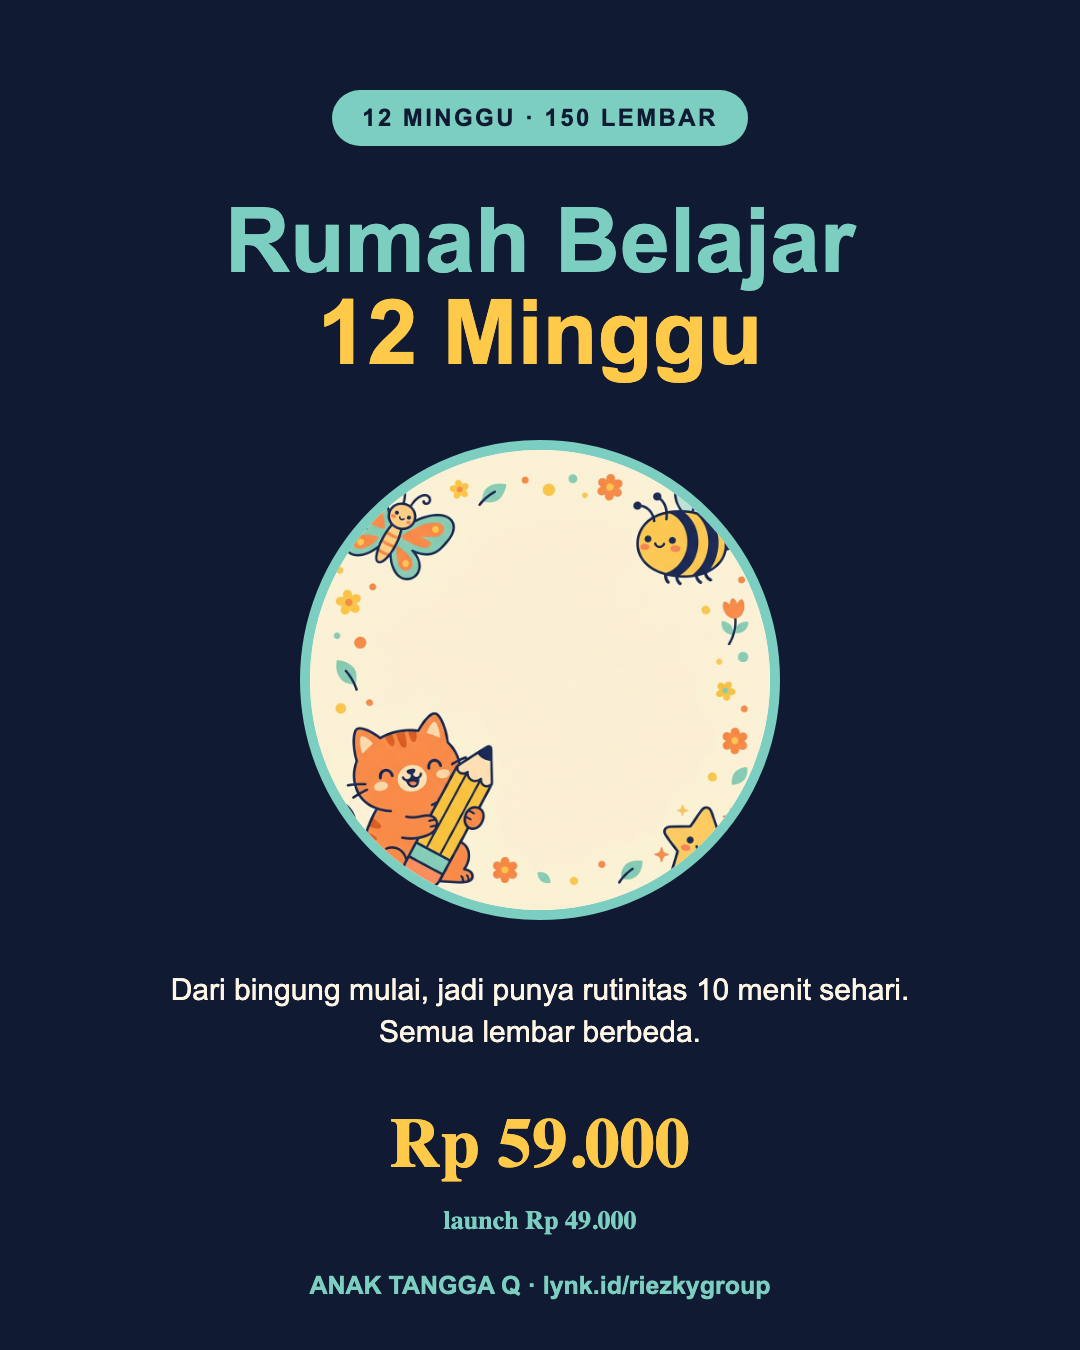 12 MINGGU · 150 LEMBAR
Rumah Belajar
12 Minggu
Dari bingung mulai, jadi punya rutinitas 10 menit sehari.
Semua lembar berbeda.
Rp 59.000
launch Rp 49.000
ANAK TANGGA Q · lynk.id/riezkygroup